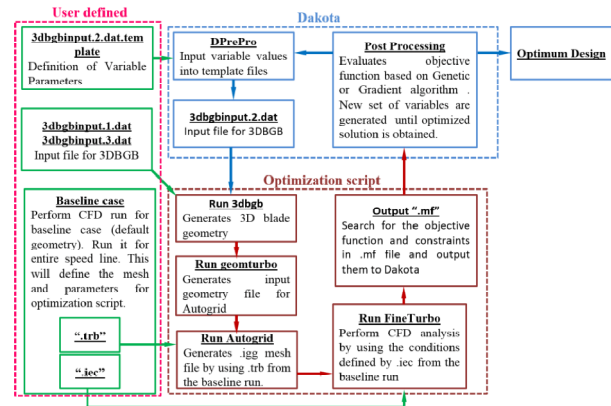 User defined
Dakota
3dbgbinput.2.dat.tem
plate
Definition of Variable
Parameters
DPrePro
Input variable values
into template files
Post Processing
Evaluates objective
function based on Genetic
or Gradient algorithm .
New set of variables are
generated until optimized
solution is obtained.
Optimum Design
3dbgbinput.1.dat
3dbgbinput.3.dat
Input file for 3DBGB
3dbgbinput.2.dat
Input file for 3DBGB
Optimization script
Baseline case
Perform CFD run for
baseline case (default
geometry). Run it for
entire speed line. This
will define the mesh
and parameters for
optimization script.
".trb"
".iec"
Run 3dbgb
Generates 3D blade
geometry
Run geomturbo
Generates input
geometry file for
Autogrid
Run Autogrid
Generates .igg mesh
file by using .trb from
the baseline run.
Output ".mf"
Search for the objective
function and constraints
in .mf file and output
them to Dakota
Run FineTurbo
Perform CFD analysis
by using the conditions
defined by .iec from the
baseline run